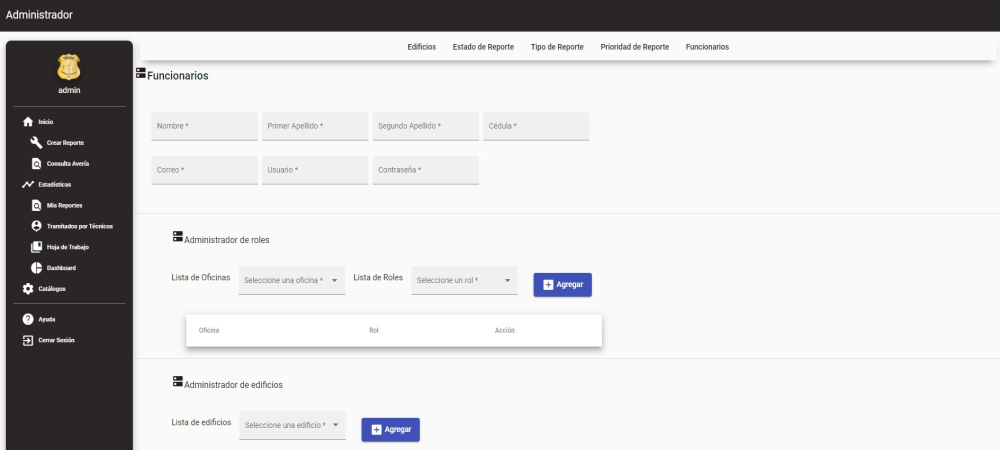 Administrador
admin
Inicio
Crear Reporte
Consulta Avería
Estadísticas
Mis Reportes
Tramitados por Técnicos
Hoja de Trabajo
Dashboard
Catálogos
Ayuda
Cerrar Sesión
Edificios Estado de Reporte Tipo de Reporte Prioridad de Reporte Funcionarios
Funcionarios
Nombre * Primer Apellido * Segundo Apellido * Cédula *
Correo * Usuario * Contraseña *
Administrador de roles
Lista de Oficinas Seleccione una oficina * Lista de Roles Seleccione un rol * Agregar
Oficina Rol Acción
Administrador de edificios
Lista de edificios Seleccione una edificio * Agregar